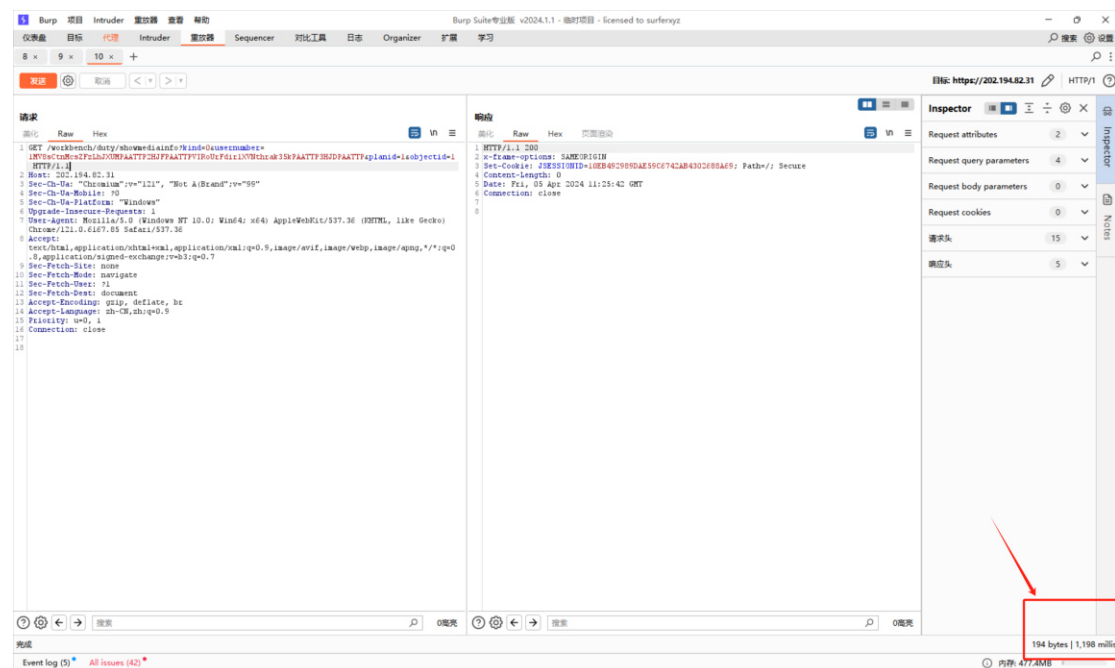 Burp 项目 Intruder 重放器 查看 帮助 Burp Suite专业版 v2024.1.1 - 临时项目 - licensed to surferxyz
仪表盘 目标 代理 Intruder 重放器 Sequencer 对比工具 日志 Organizer 扩展 学习 搜索 设置
8 × 9 × 10 × +
发送 取消 < > 目标: https://202.194.82.31 HTTP/1
请求
美化 Raw Hex \n
1 GET /workbench/duty/showmediainfo?kind=0&usernumber=
HTTP/1.1
2 Host: 202.194.82.31
3 Sec-Ch-Ua: "Chromium";v="121", "Not A(Brand";v="99"
4 Sec-Ch-Ua-Mobile: ?0
5 Sec-Ch-Ua-Platform: "Windows"
6 Upgrade-Insecure-Requests: 1
7 User-Agent: Mozilla/5.0 (Windows NT 10.0; Win64; x64) AppleWebKit/537.36 (KHTML, like Gecko)
Chrome/121.0.6167.85 Safari/537.36
8 Accept:
text/html,application/xhtml+xml,application/xml;q=0.9,image/avif,image/webp,image/apng,*/*;q=0
.8,application/signed-exchange;v=b3;q=0.7
9 Sec-Fetch-Site: none
10 Sec-Fetch-Mode: navigate
11 Sec-Fetch-User: ?1
12 Sec-Fetch-Dest: document
13 Accept-Encoding: gzip, deflate, br
14 Accept-Language: zh-CN,zh;q=0.9
15 Priority: u=0, i
16 Connection: close
17
18
响应
美化 Raw Hex 页面渲染 \n
1 HTTP/1.1 200
2 x-frame-options: SAMEORIGIN
3 Set-Cookie: JSESSIONID=10EB492989DAE59C6742AB4302688A69; Path=/; Secure
4 Content-Length: 0
5 Date: Fri, 05 Apr 2024 11:25:42 GMT
6 Connection: close
7
8
Inspector
Request attributes 2
Request query parameters 4
Request body parameters 0
Request cookies 0
请求头 15
响应头 5
Inspector
Notes
搜索 0高亮 搜索 0高亮
完成 194 bytes | 1,198 millis
Event log (5) All issues (42) 内存: 477.4MB